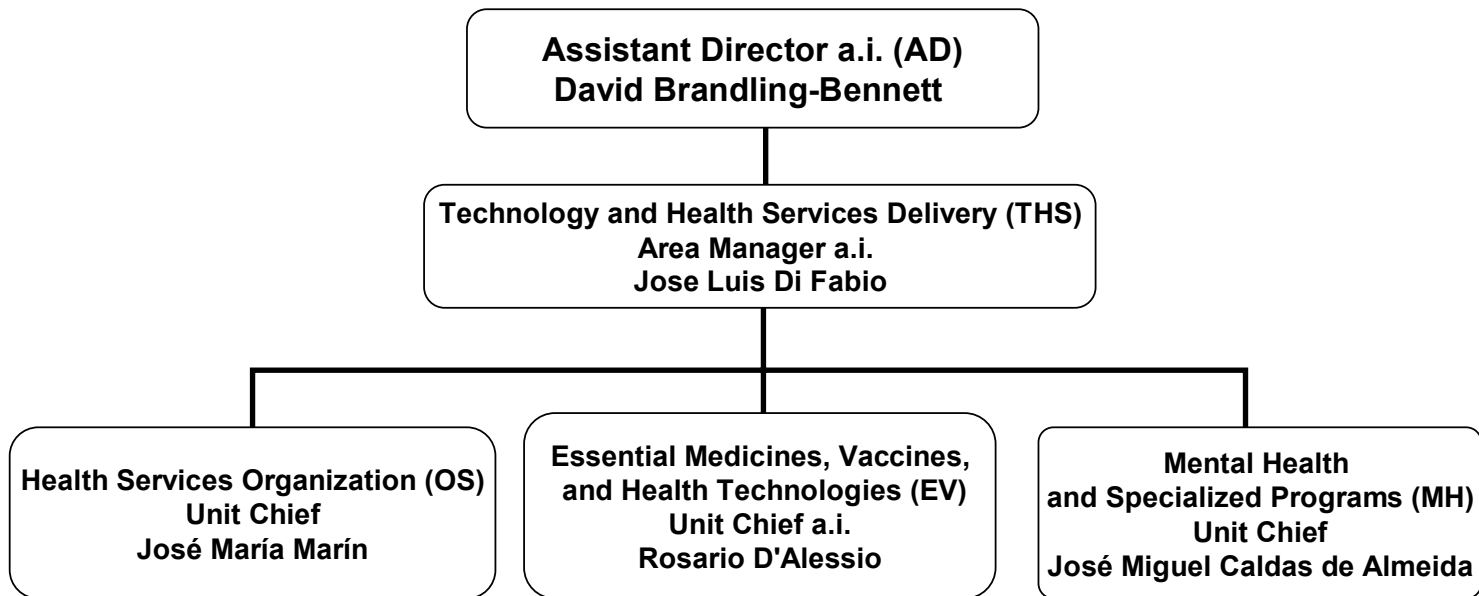 Assistant Director a.i. (AD)
David Brandling-Bennett
Technology and Health Services Delivery (THS)
Area Manager a.i.
Jose Luis Di Fabio
Health Services Organization (OS)
Unit Chief
José María Marín
Essential Medicines, Vaccines,
and Health Technologies (EV)
Unit Chief a.i.
Rosario D'Alessio
Mental Health
and Specialized Programs (MH)
Unit Chief
José Miguel Caldas de Almeida